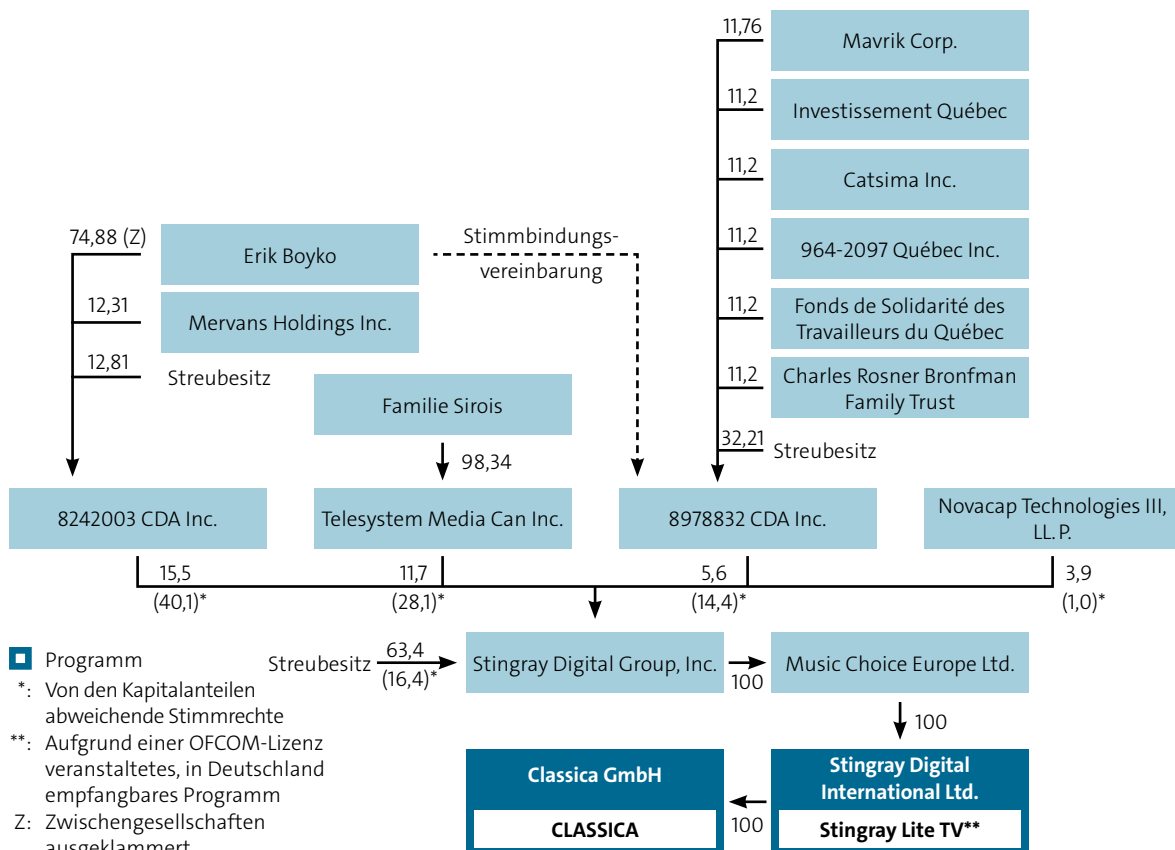 11,76
Mavrik Corp.
11,2
Investissement Québec
11,2
Catsima Inc.
11,2
964-2097 Québec Inc.
11,2
Fonds de Solidarité des
Travailleurs du Québec
11,2
Charles Rosner Bronfman
Family Trust
32,21
Streubesitz
74,88 (Z)
Erik Boyko
Stimmbindungs-
vereinbarung
12,31
Mervans Holdings Inc.
12,81
Streubesitz
Familie Sirois
98,34
8242003 CDA Inc.
Telesystem Media Can Inc.
8978832 CDA Inc.
Novacap Technologies III,
LL. P.
15,5
(40,1)*
11,7
(28,1)*
5,6
(14,4)*
3,9
(1,0)*
Streubesitz
63,4
(16,4)*
Stingray Digital Group, Inc.
100
Music Choice Europe Ltd.
100
Classica GmbH
CLASSICA
100
Stingray Digital
International Ltd.
Stingray Lite TV**
Programm
*: Von den Kapitalanteilen
abweichende Stimmrechte
**: Aufgrund einer OFCOM-Lizenz
veranstaltetes, in Deutschland
empfangbares Programm
Z: Zwischengesellschaften
ausgeklammert